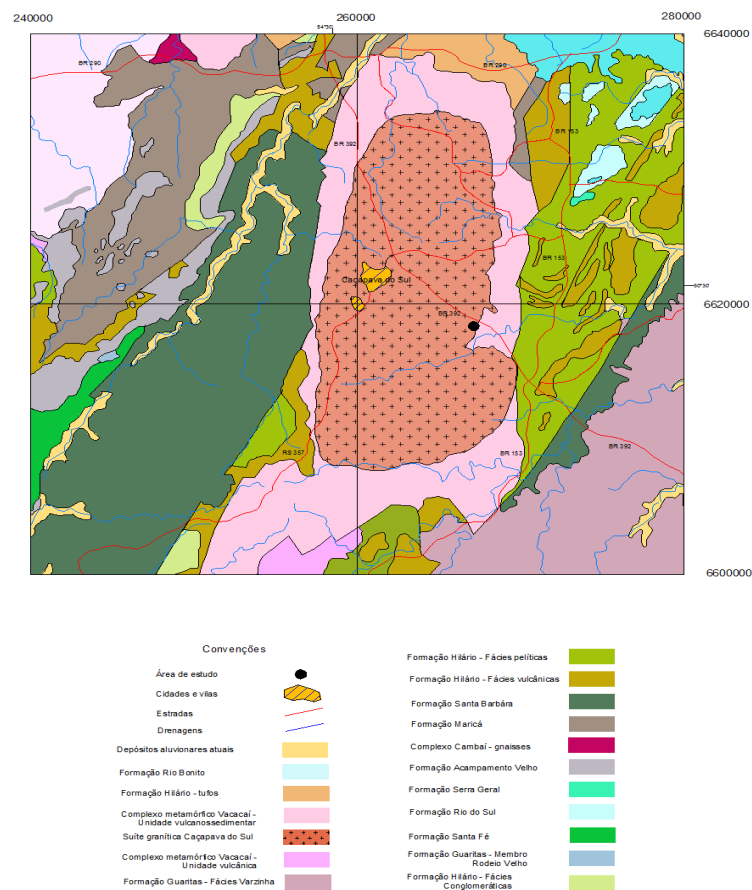 240000
54°30'
260000
280000
6640000
BR 290
BR 290
BR 392
BR 153
BR 153
Caçapava do Sul
6620000
BR 392
RS 357
BR 153
BR 392
6600000
Convenções
Área de estudo
Cidades e vilas
Estradas
Drenagens
Depósitos aluvionares atuais
Formação Rio Bonito
Formação Hilário - tufos
Complexo metamórfico Vacacaí -
Unidade vulcanossedimentar
Suíte granítica Caçapava do Sul
Complexo metamórfico Vacacaí -
Unidade vulcânica
Formação Guaritas - Fácies Varzinha
Formação Hilário - Fácies pelíticas
Formação Hilário - Fácies vulcânicas
Formação Santa Barbára
Formação Maricá
Complexo Cambaí - gnaisses
Formação Acampamento Velho
Formação Serra Geral
Formação Rio do Sul
Formação Santa Fé
Formação Guaritas - Membro
Rodeio Velho
Formação Hilário - Fácies
Conglomeráticas